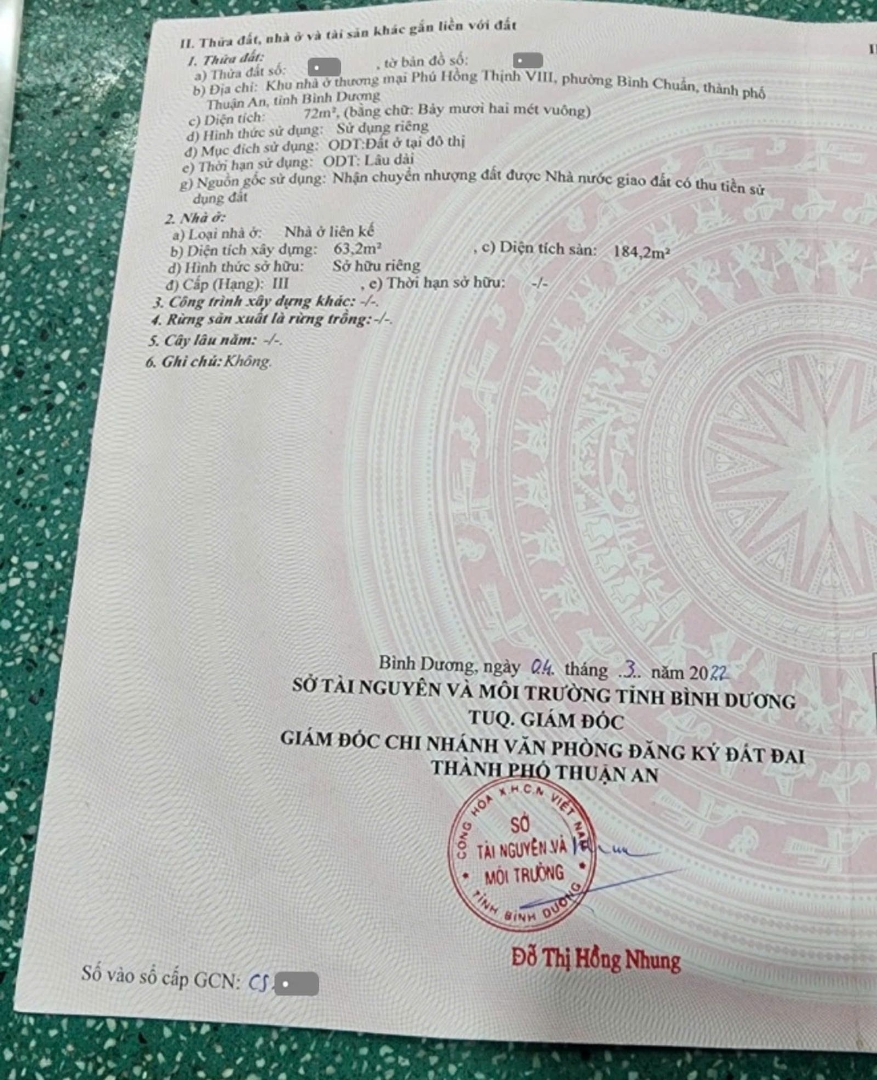 II. Thửa đất, nhà ở và tài sản khác gắn liền với đất
1. Thửa đất:
a) Thửa đất số: , tờ bản đồ số:
b) Địa chỉ: Khu nhà ở thương mại Phú Hồng Thịnh VIII, phường Bình Chuẩn, thành phố
Thuận An, tỉnh Bình Dương
c) Diện tích: 72m², (bằng chữ: Bảy mươi hai mét vuông)
d) Hình thức sử dụng: Sử dụng riêng
đ) Mục đích sử dụng: ODT:Đất ở tại đô thị
e) Thời hạn sử dụng: ODT: Lâu dài
g) Nguồn gốc sử dụng: Nhận chuyển nhượng đất được Nhà nước giao đất có thu tiền sử
dụng đất
2. Nhà ở:
a) Loại nhà ở: Nhà ở liên kế
b) Diện tích xây dựng: 63,2m² , c) Diện tích sàn: 184,2m²
d) Hình thức sở hữu: Sở hữu riêng
đ) Cấp (Hạng): III , e) Thời hạn sở hữu: -/-
3. Công trình xây dựng khác: -/-.
4. Rừng sản xuất là rừng trồng:-/-.
5. Cây lâu năm: -/-.
6. Ghi chú: Không.
Bình Dương, ngày 04. tháng .3.. năm 2022
SỞ TÀI NGUYÊN VÀ MÔI TRƯỜNG TỈNH BÌNH DƯƠNG
TUQ. GIÁM ĐỐC
GIÁM ĐỐC CHI NHÁNH VĂN PHÒNG ĐĂNG KÝ ĐẤT ĐAI
THÀNH PHỐ THUẬN AN
CỘNG HÒA X.H.C.N VIỆT NAM
SỞ
TÀI NGUYÊN VÀ
MÔI TRƯỜNG
TỈNH BÌNH DƯƠNG
Đỗ Thị Hồng Nhung
Số vào sổ cấp GCN: CS